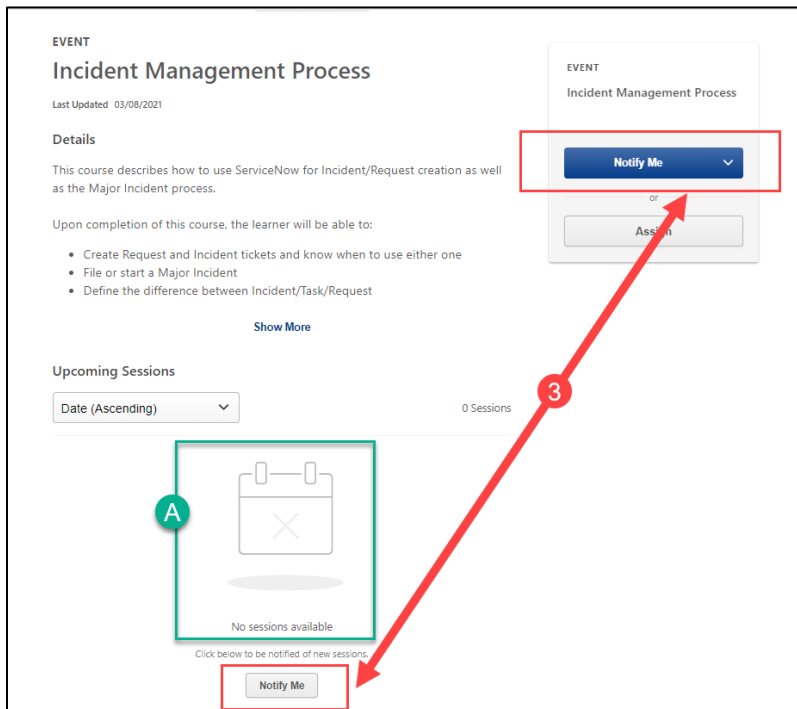 EVENT
Incident Management Process
Last Updated 03/08/2021
Details
This course describes how to use ServiceNow for Incident/Request creation as well
as the Major Incident process.
Upon completion of this course, the learner will be able to:
• Create Request and Incident tickets and know when to use either one
• File or start a Major Incident
• Define the difference between Incident/Task/Request
Show More
Upcoming Sessions
Date (Ascending)
0 Sessions
A
No sessions available
Click below to be notified of new sessions.
Notify Me
EVENT
Incident Management Process
Notify Me
or
Assign
3